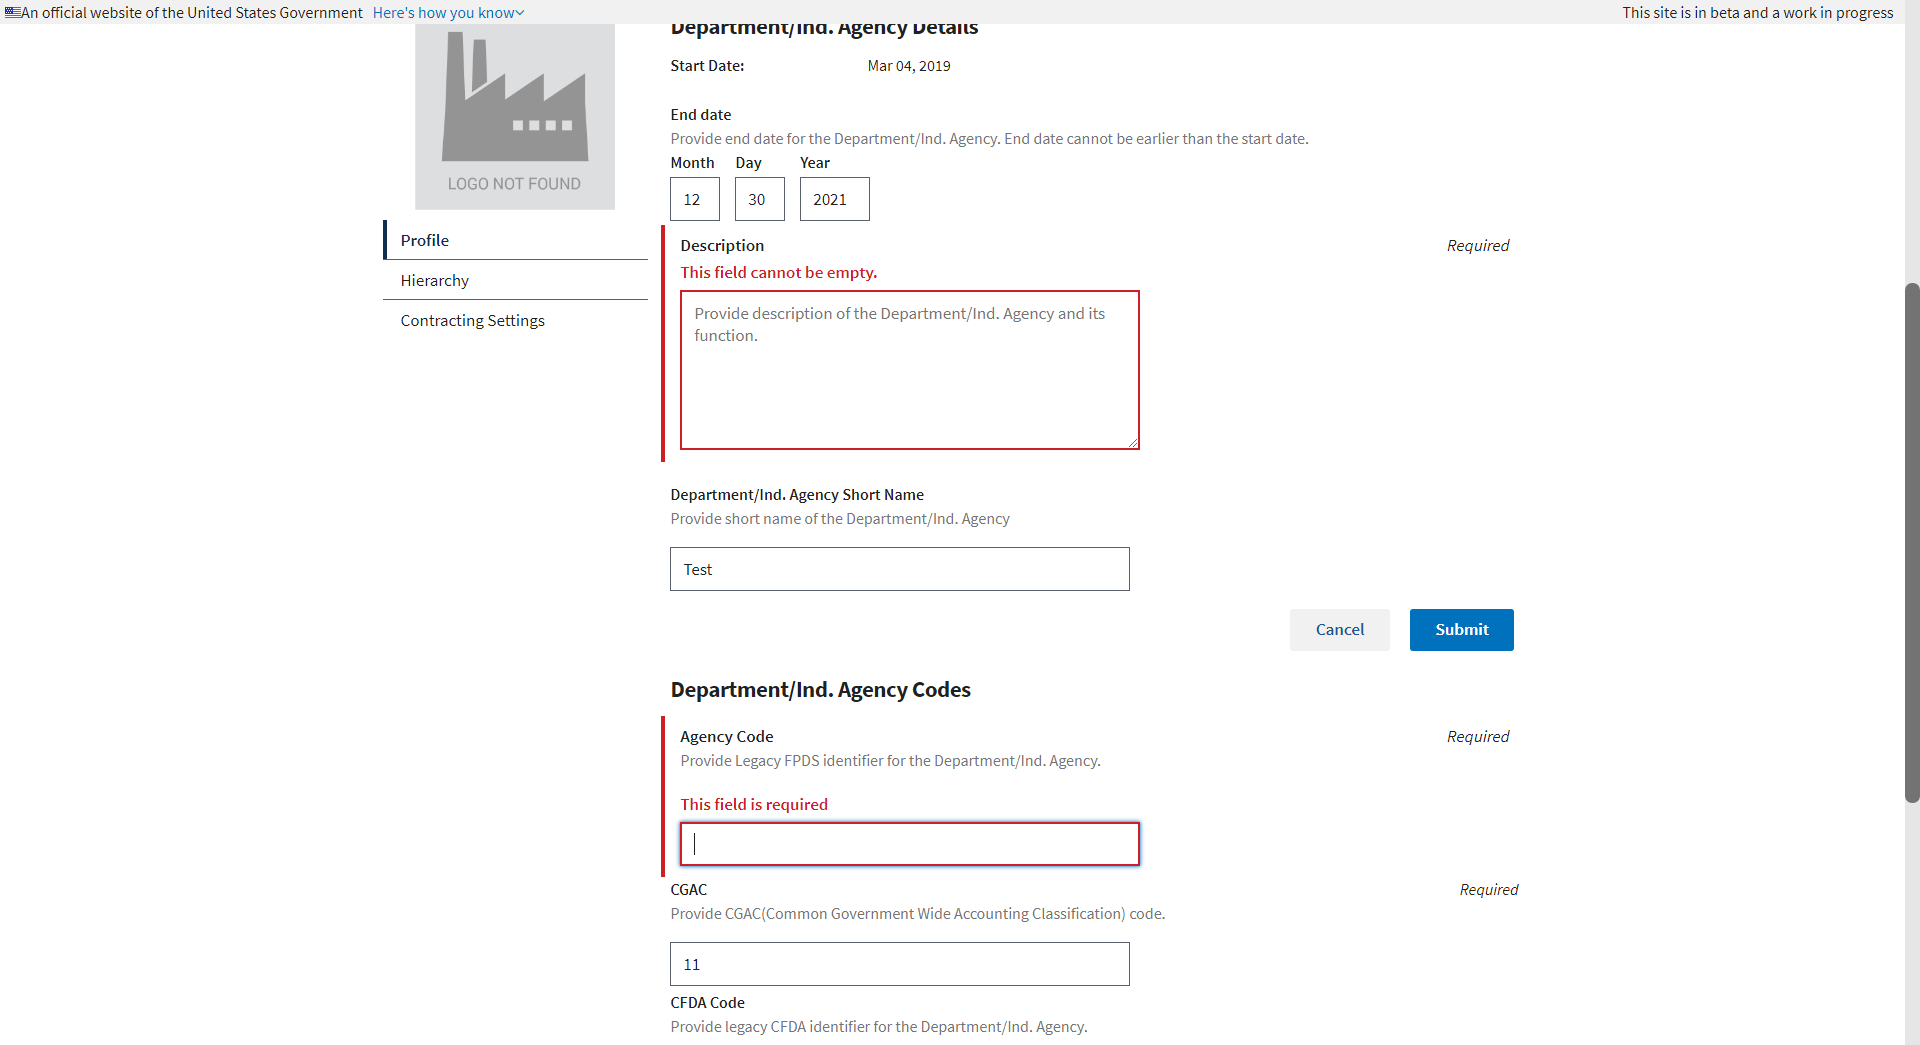 An official website of the United States Government Here's how you know
This site is in beta and a work in progress
LOGO NOT FOUND
Profile
Hierarchy
Contracting Settings
Department/Ind. Agency Details
Start Date: Mar 04, 2019
End date
Provide end date for the Department/Ind. Agency. End date cannot be earlier than the start date.
Month Day Year
12 30 2021
Description Required
This field cannot be empty.
Provide description of the Department/Ind. Agency and its
function.
Department/Ind. Agency Short Name
Provide short name of the Department/Ind. Agency
Test
Cancel Submit
Department/Ind. Agency Codes
Agency Code Required
Provide Legacy FPDS identifier for the Department/Ind. Agency.
This field is required
CGAC Required
Provide CGAC(Common Government Wide Accounting Classification) code.
11
CFDA Code
Provide legacy CFDA identifier for the Department/Ind. Agency.